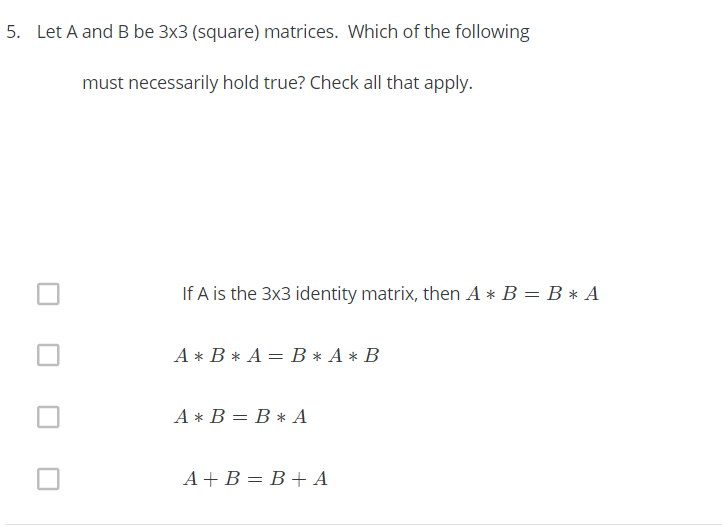 5. Let A and B be 3x3 (square) matrices. Which of the following
must necessarily hold true? Check all that apply.
If A is the 3x3 identity matrix, then A ∗ B = B ∗ A
A ∗ B ∗ A = B ∗ A ∗ B
A ∗ B = B ∗ A
A + B = B + A